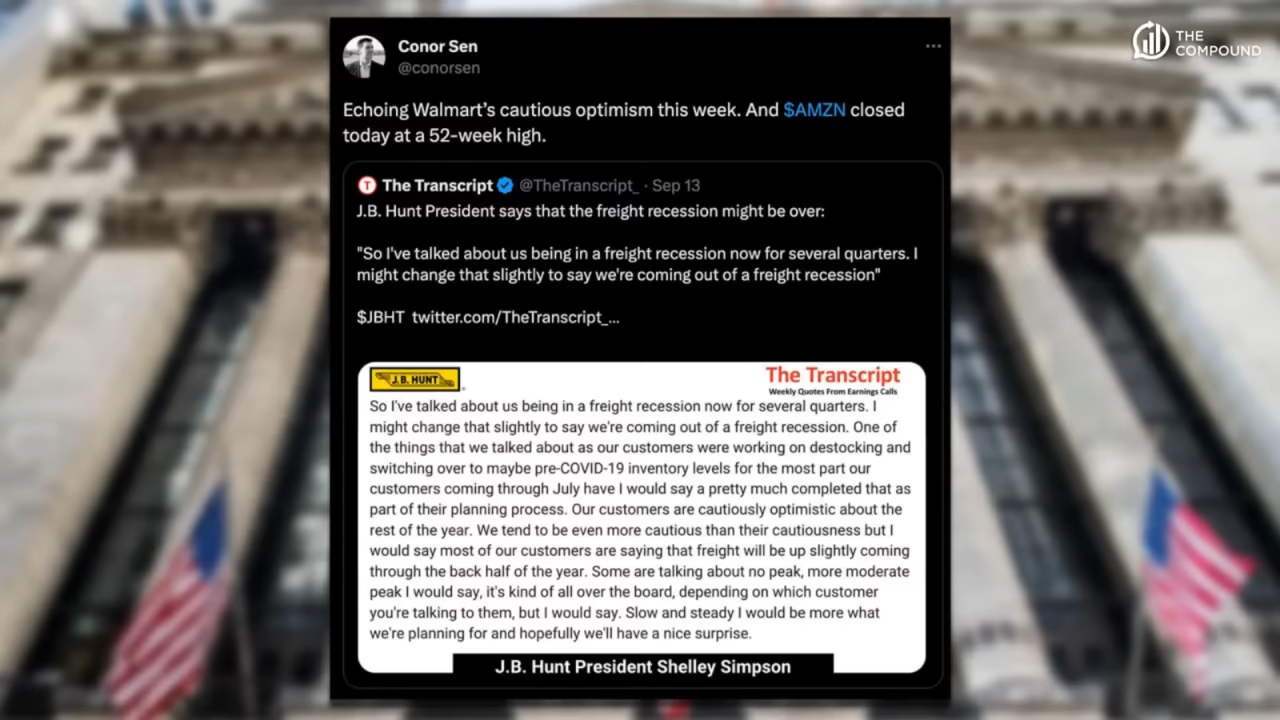 THE
COMPOUND
Conor Sen
@conorsen
Echoing Walmart's cautious optimism this week. And $AMZN closed
today at a 52-week high.
The Transcript @TheTranscript_ · Sep 13
J.B. Hunt President says that the freight recession might be over:
"So I've talked about us being in a freight recession now for several quarters. I
might change that slightly to say we're coming out of a freight recession"
$JBHT twitter.com/TheTranscript_...
J.B. HUNT
The Transcript
Weekly Quotes From Earnings Calls
So I've talked about us being in a freight recession now for several quarters. I
might change that slightly to say we're coming out of a freight recession. One of
the things that we talked about as our customers were working on destocking and
switching over to maybe pre-COVID-19 inventory levels for the most part our
customers coming through July have I would say a pretty much completed that as
part of their planning process. Our customers are cautiously optimistic about the
rest of the year. We tend to be even more cautious than their cautiousness but I
would say most of our customers are saying that freight will be up slightly coming
through the back half of the year. Some are talking about no peak, more moderate
peak I would say, it's kind of all over the board, depending on which customer
you're talking to them, but I would say. Slow and steady I would be more what
we're planning for and hopefully we'll have a nice surprise.
J.B. Hunt President Shelley Simpson